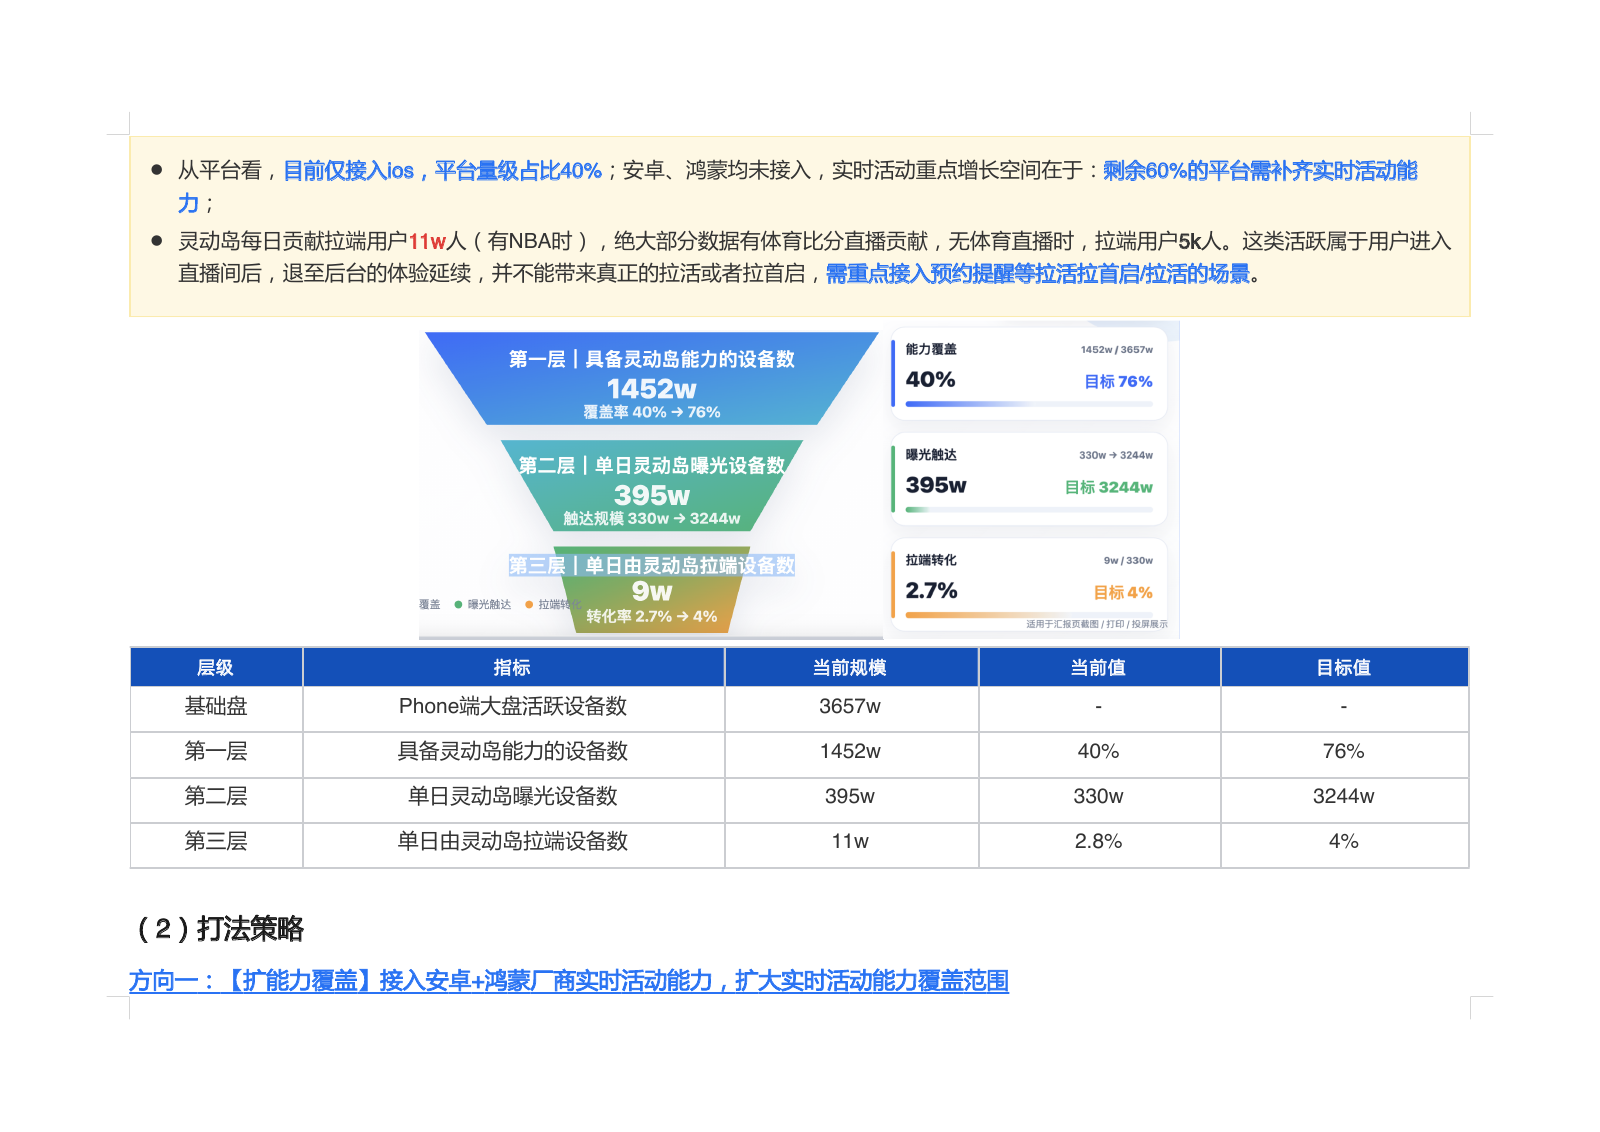 ● 从平台看，目前仅接入ios，平台量级占比40%；安卓、鸿蒙均未接入，实时活动重点增长空间在于：剩余60%的平台需补齐实时活动能
力；
● 灵动岛每日贡献拉端用户11w人（有NBA时），绝大部分数据有体育比分直播贡献，无体育直播时，拉端用户5k人。这类活跃属于用户进入
直播间后，退至后台的体验延续，并不能带来真正的拉活或者拉首启，需重点接入预约提醒等拉活拉首启/拉活的场景。
第一层｜具备灵动岛能力的设备数
1452w
覆盖率 40% → 76%
第二层｜单日灵动岛曝光设备数
395w
触达规模 330w → 3244w
第三层｜单日由灵动岛拉端设备数
9w
转化率 2.7% → 4%
覆盖 ● 曝光触达 ● 拉端转化
能力覆盖 1452w / 3657w
40% 目标 76%
曝光触达 330w → 3244w
395w 目标 3244w
拉端转化 9w / 330w
2.7% 目标 4%
适用于汇报页截图 / 打印 / 投屏展示
层级 指标 当前规模 当前值 目标值
基础盘 Phone端大盘活跃设备数 3657w - -
第一层 具备灵动岛能力的设备数 1452w 40% 76%
第二层 单日灵动岛曝光设备数 395w 330w 3244w
第三层 单日由灵动岛拉端设备数 11w 2.8% 4%
（2）打法策略
方向一：【扩能力覆盖】接入安卓+鸿蒙厂商实时活动能力，扩大实时活动能力覆盖范围